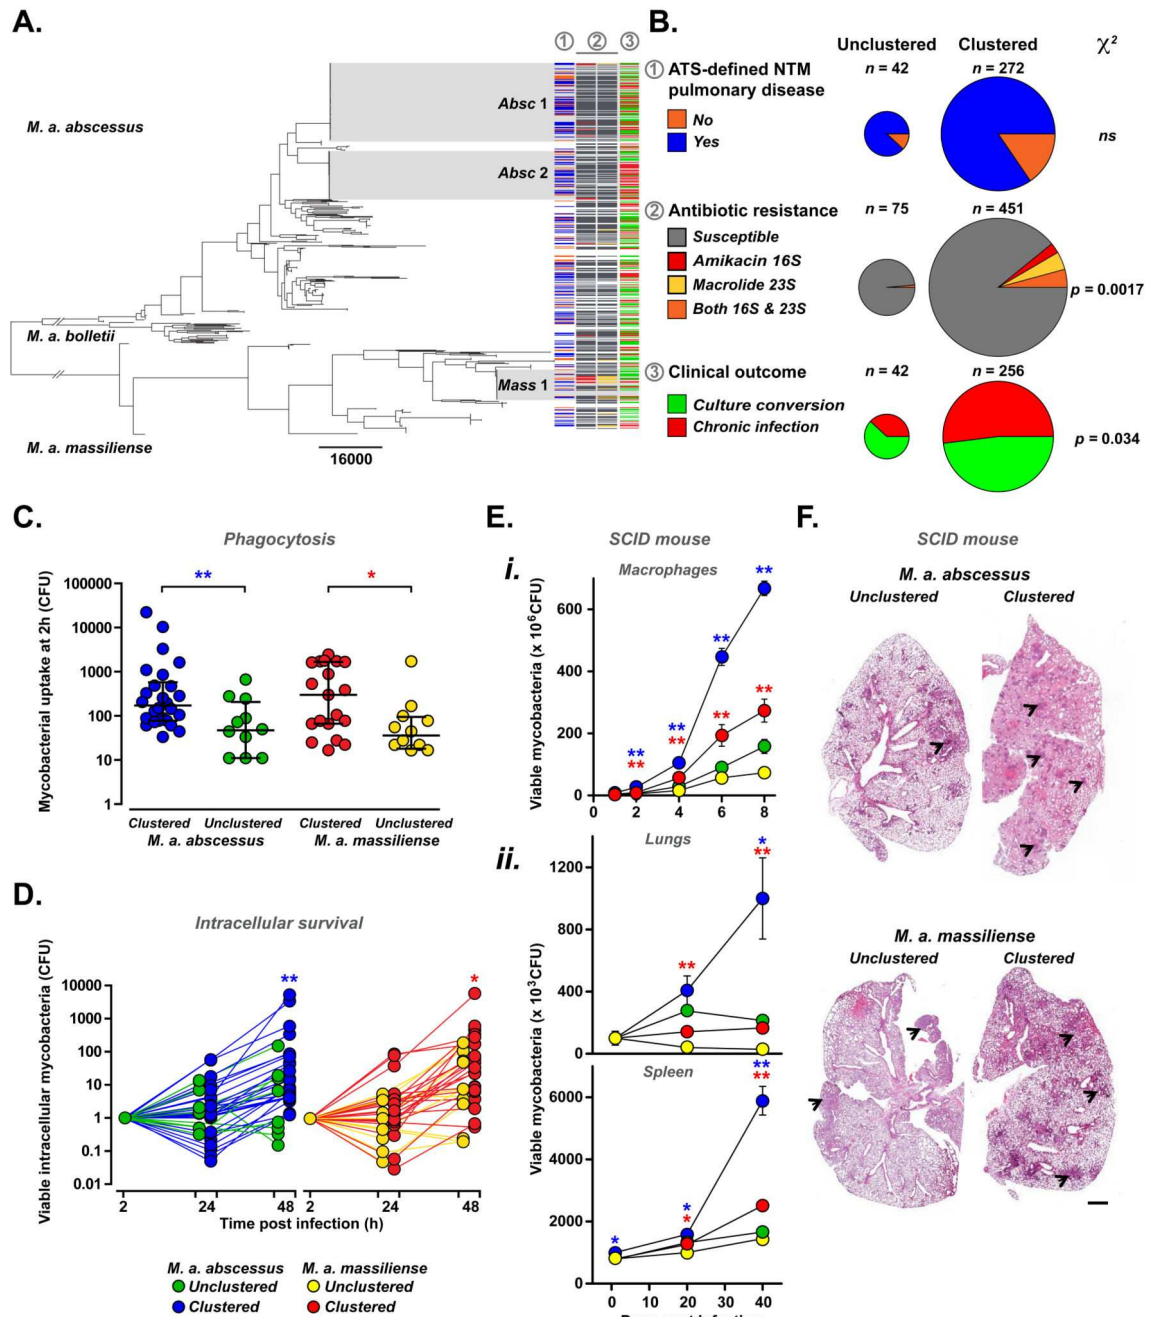 A.
① ② ③
Absc 1
M. a. abscessus
Absc 2
M. a. bolletii
Mass 1
M. a. massiliense
16000
B.
Unclustered Clustered χ²
① ATS-defined NTM
pulmonary disease
No
Yes
n = 42 n = 272
ns
② Antibiotic resistance
Susceptible
Amikacin 16S
Macrolide 23S
Both 16S & 23S
n = 75 n = 451
p = 0.0017
③ Clinical outcome
Culture conversion
Chronic infection
n = 42 n = 256
p = 0.034
C.
Phagocytosis
Mycobacterial uptake at 2h (CFU)
100000
10000
1000
100
10
1
** *
Clustered Unclustered Clustered Unclustered
M. a. abscessus M. a. massiliense
D.
Intracellular survival
Viable intracellular mycobacteria (CFU)
10000
1000
100
10
1
0.1
0.01
** *
2 24 48 2 24 48
Time post infection (h)
M. a. abscessus M. a. massiliense
Unclustered Unclustered
Clustered Clustered
E.
SCID mouse
i.
Macrophages
Viable mycobacteria (x 10⁶CFU)
600
400
200
0
** ** ** ** ** ** ** **
0 2 4 6 8
ii.
Lungs
Viable mycobacteria (x 10³CFU)
1200
800
400
0
** * **
Spleen
6000
4000
2000
0
* * * ** **
0 10 20 30 40
F.
SCID mouse
M. a. abscessus
Unclustered Clustered
M. a. massiliense
Unclustered Clustered